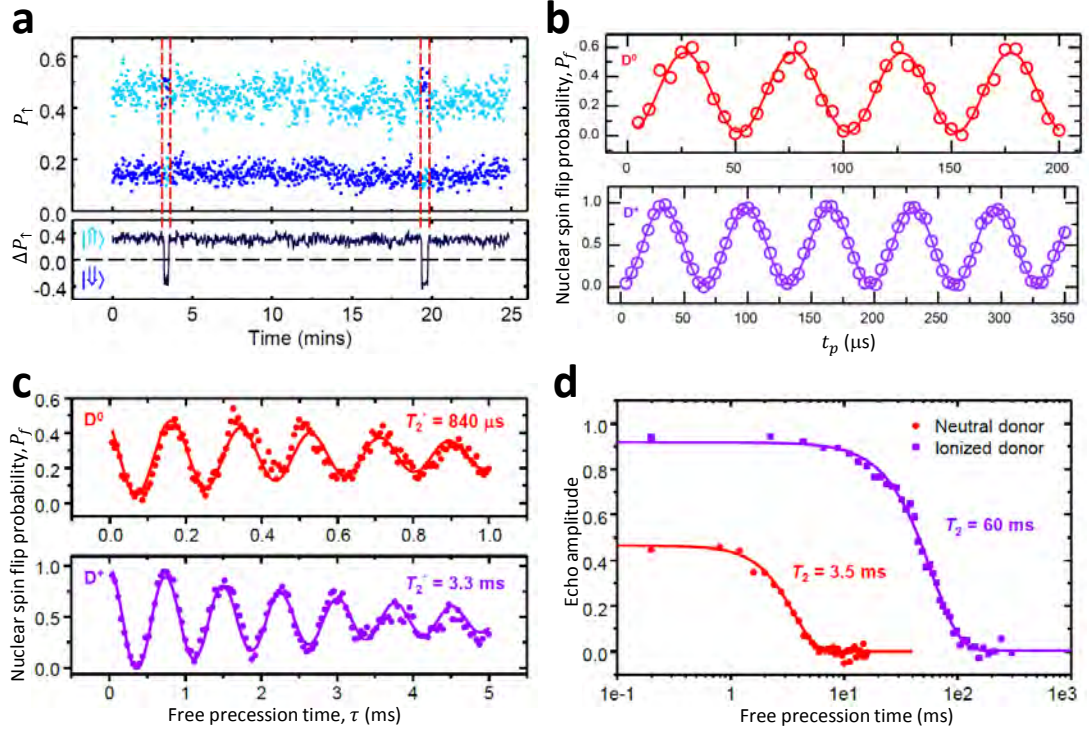 a
P↑
0.6
0.4
0.2
0.0
ΔP↑
0.4
0.0
-0.4
|⇑⟩
|⇓⟩
0 5 10 15 20 25
Time (mins)
b
Nuclear spin flip probability, P_f
0.6
0.4
0.2
0.0
D⁰
0 50 100 150 200
1.0
0.5
0.0
D⁺
0 50 100 150 200 250 300 350
t_p (μs)
c
Nuclear spin flip probability, P_f
0.6
0.4
0.2
0.0
D⁰
T₂* = 840 μs
0.0 0.2 0.4 0.6 0.8 1.0
1.0
0.5
0.0
D⁺
T₂* = 3.3 ms
0 1 2 3 4 5
Free precession time, τ (ms)
d
Echo amplitude
1.0
0.8
0.6
0.4
0.2
0.0
Neutral donor
Ionized donor
T₂ = 60 ms
T₂ = 3.5 ms
1e-1 1 1e1 1e2 1e3
Free precession time (ms)